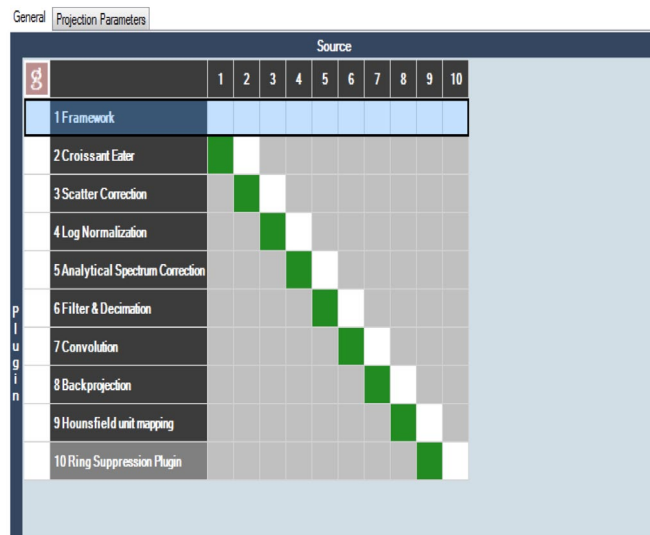 General Projection Parameters
Source
g 1 2 3 4 5 6 7 8 9 10
1 Framework
2 Croissant Eater
3 Scatter Correction
4 Log Normalization
5 Analytical Spectrum Correction
6 Filter & Decimation
7 Convolution
8 Backprojection
9 Hounsfield unit mapping
10 Ring Suppression Plugin
Plugin